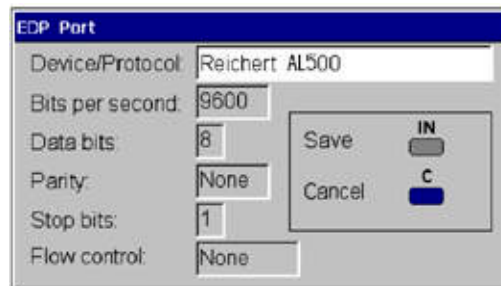 EDP Port
Device/Protocol: Reichert AL500
Bits per second: 9600
Data bits: 8
Parity: None
Stop bits: 1
Flow control: None
Save IN
Cancel C